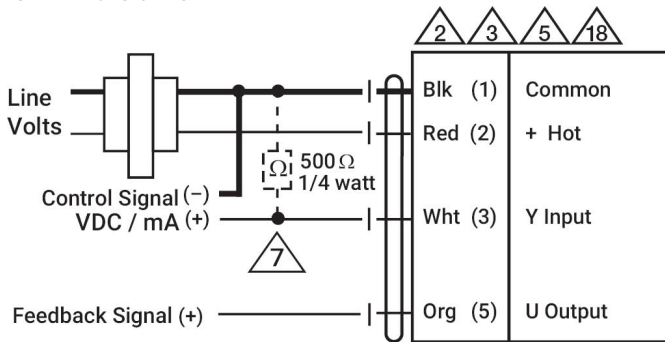 2 3 5 18
Line
Volts
Blk (1) Common
Red (2) + Hot
Ω 500 Ω
1/4 watt
Control Signal (−)
VDC / mA (+)
Wht (3) Y Input
7
Feedback Signal (+)
Org (5) U Output